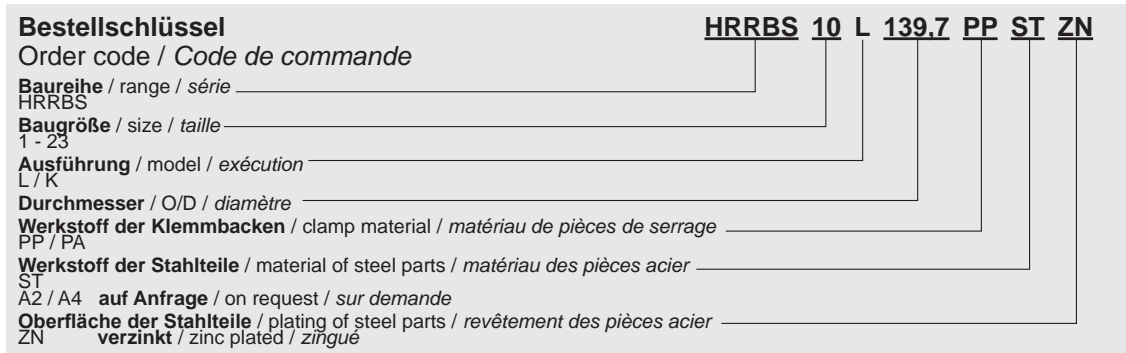 Bestellschlüssel HRRBS 10 L 139,7 PP ST ZN
Order code / Code de commande
Baureihe / range / série
HRRBS
Baugröße / size / taille
1 - 23
Ausführung / model / exécution
L / K
Durchmesser / O/D / diamètre
Werkstoff der Klemmbacken / clamp material / matériau de pièces de serrage
PP / PA
Werkstoff der Stahlteile / material of steel parts / matériau des pièces acier
ST
A2 / A4 auf Anfrage / on request / sur demande
Oberfläche der Stahlteile / plating of steel parts / revêtement des pièces acier
ZN verzinkt / zinc plated / zingué